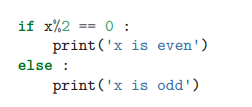 if x%2 == 0 :
    print('x is even')
else :
    print('x is odd')